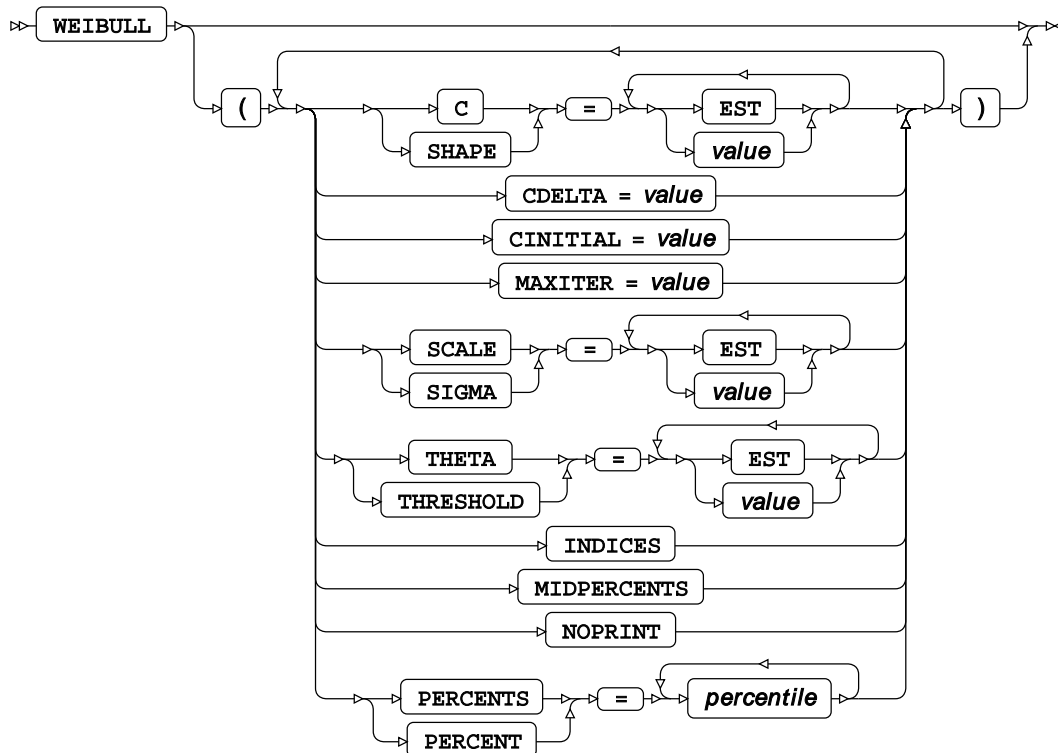 WEIBULL
(
C
=
EST
)
SHAPE
value
CDELTA = value
CINITIAL = value
MAXITER = value
SCALE
=
EST
SIGMA
value
THETA
=
EST
THRESHOLD
value
INDICES
MIDPERCENTS
NOPRINT
PERCENTS
=
percentile
PERCENT